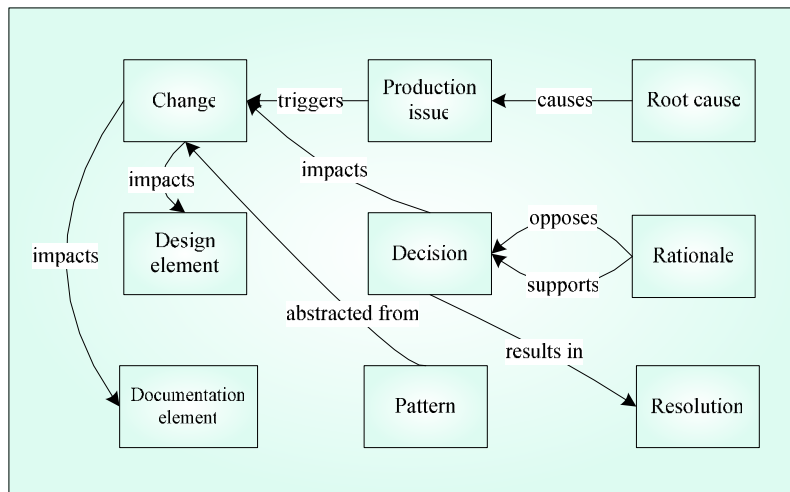 Change
triggers
Production
issue
causes
Root cause
impacts
impacts
impacts
Design
element
Decision
opposes
supports
Rationale
abstracted from
results in
Documentation
element
Pattern
Resolution